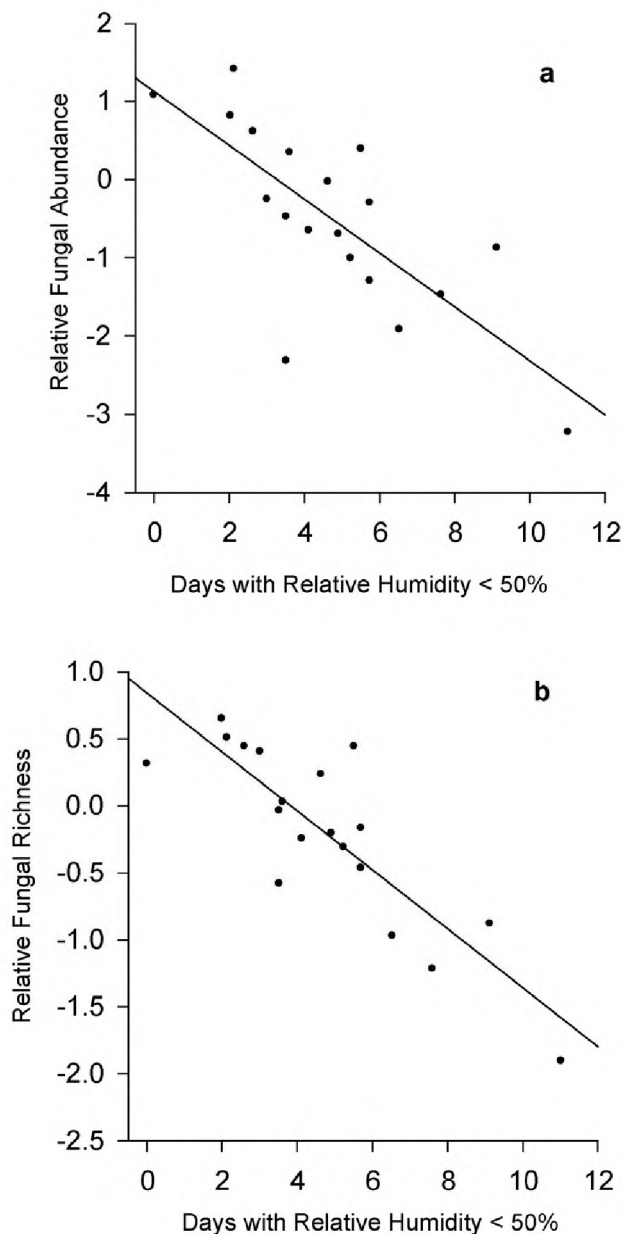 a
Relative Fungal Abundance
2
1
0
-1
-2
-3
-4
0 2 4 6 8 10 12
Days with Relative Humidity < 50%
b
Relative Fungal Richness
1.0
0.5
0.0
-0.5
-1.0
-1.5
-2.0
-2.5
0 2 4 6 8 10 12
Days with Relative Humidity < 50%